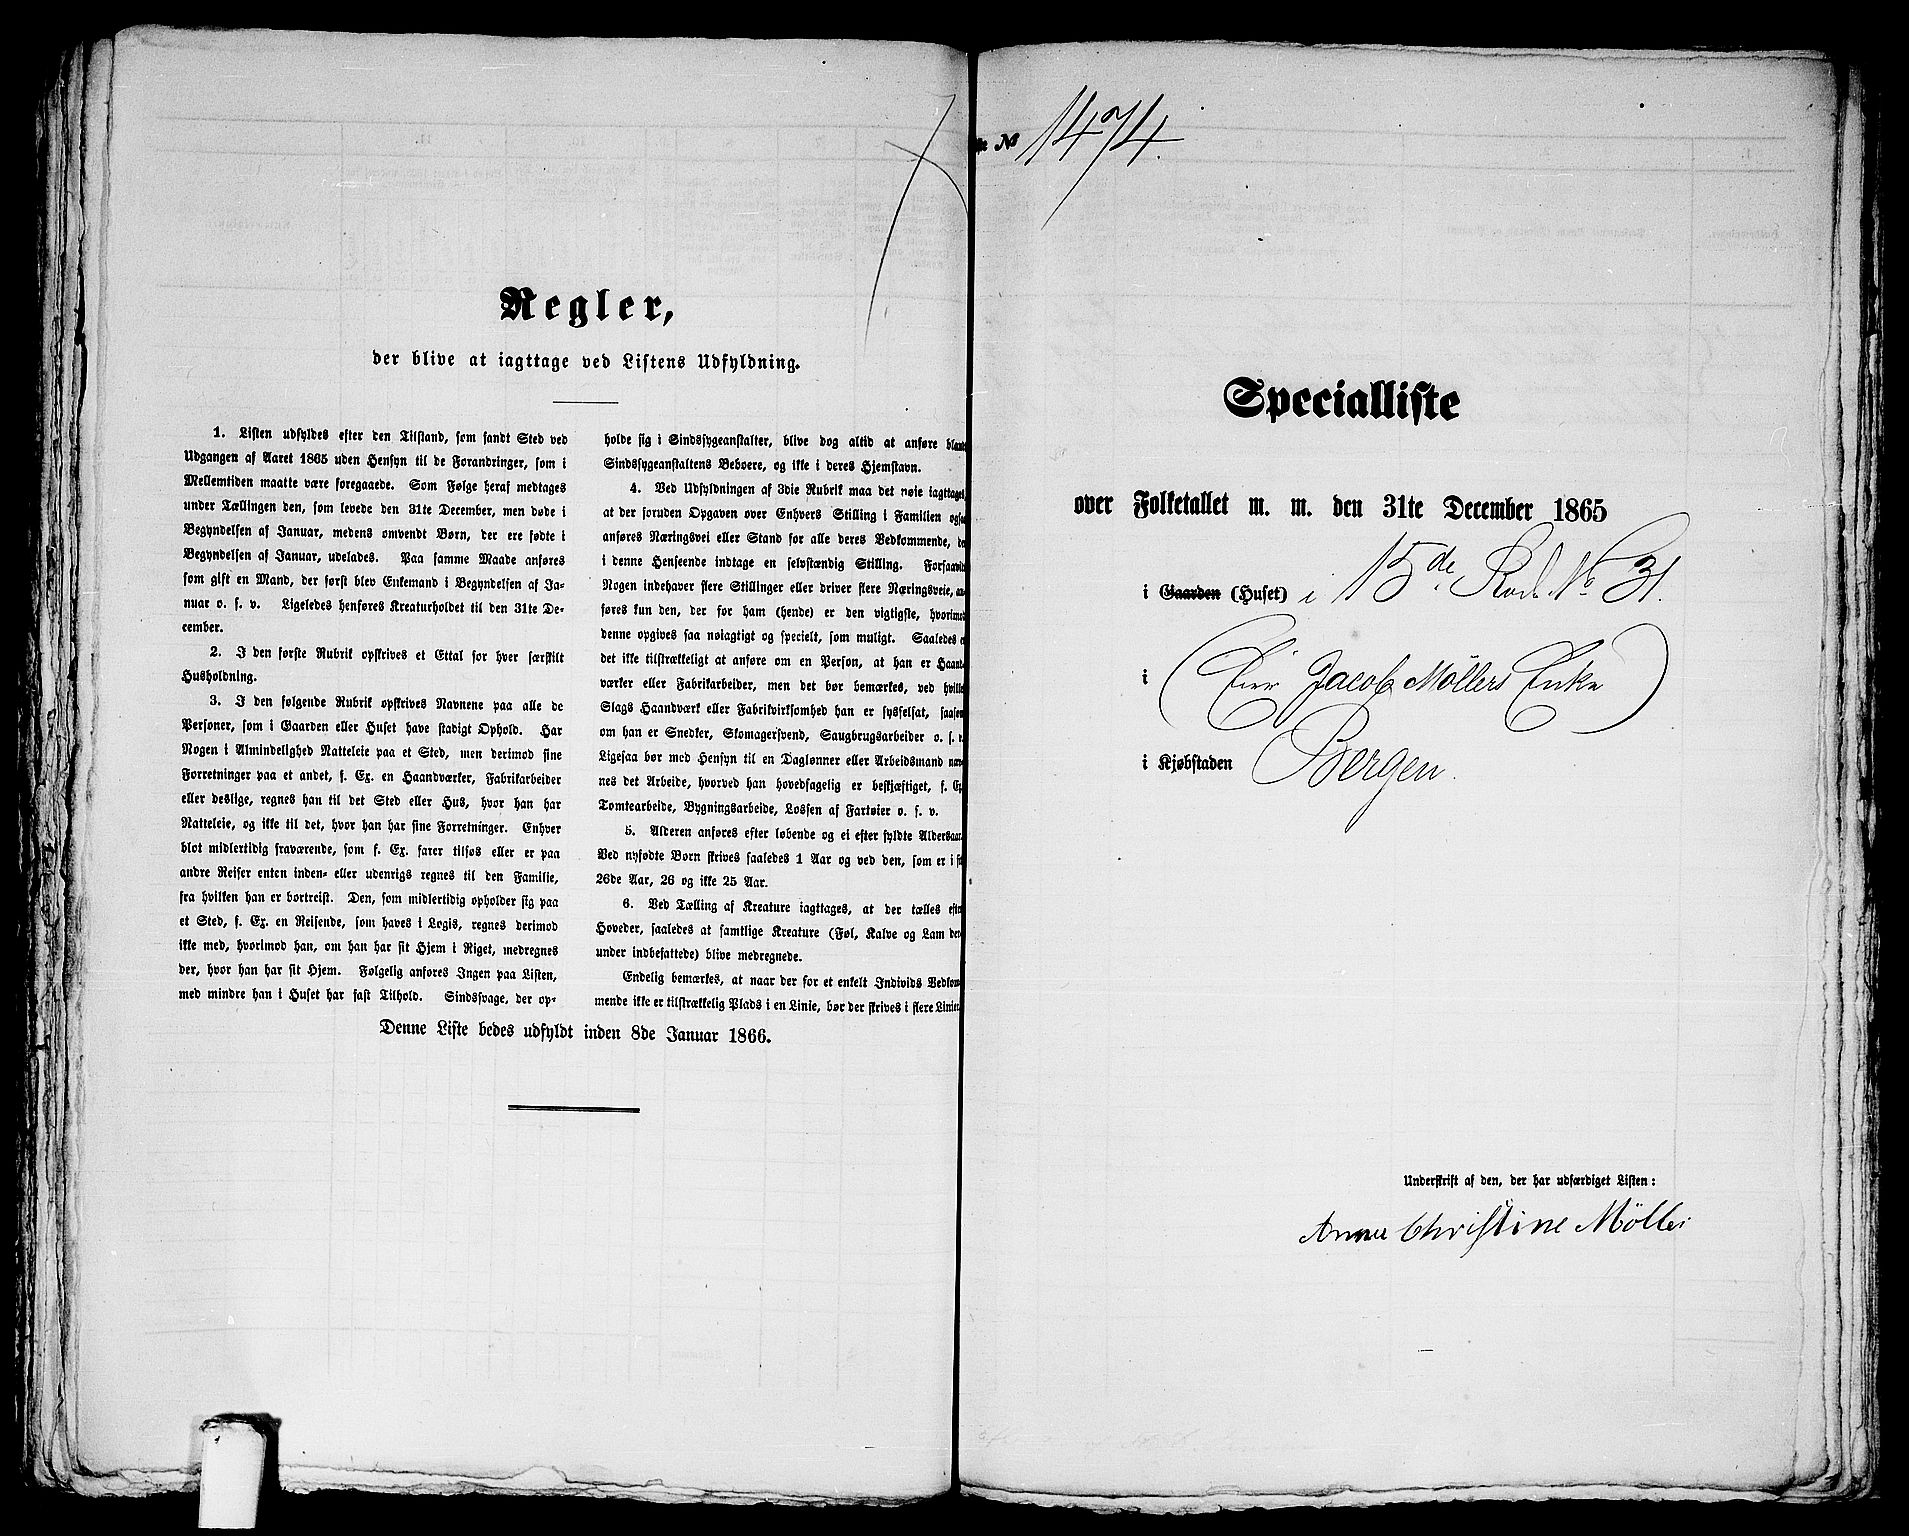 Regler,
der blive at iagttage ved Listens Udfyldning.
1. Listen udfyldes efter den Tilstand, som fandt Sted ved
Udgangen af Aaret 1865 uden Hensyn til de Forandringer, som i
Mellemtiden maatte være foregaaede. Som Følge heraf medtages
under Tællingen den, som levede den 31te December, men døde i
Begyndelsen af Januar, medens omvendt Børn, der ere fødte i
Begyndelsen af Januar, udelades. Paa samme Maade anføres
som gift en Mand, der først blev Enkemand i Begyndelsen af Ja-
nuar o. s. v. Ligeledes henføres Kreaturholdet til den 31te De-
cember.
2. I den første Rubrik opskrives et Ettal for hver særskilt
Husholdning.
3. I den følgende Rubrik opskrives Navnene paa alle de
Personer, som i Gaarden eller Huset have stadigt Ophold. Har
Nogen i Almindelighed Natteleie paa et Sted, men derimod sine
Forretninger paa et andet, f. Ex. en Haandværker, Fabrikarbeider
eller deslige, regnes han til det Sted eller Hus, hvor han har
Natteleie, og ikke til det, hvor han har sine Forretninger. Enhver
blot midlertidig fraværende, som f. Ex. farer tilsøs eller er paa
andre Reiser enten inden- eller udenrigs regnes til den Familie,
fra hvilken han er bortreist. Den, som midlertidig opholder sig paa
et Sted, f. Ex. en Reisende, som haves i Logis, regnes derimod
ikke med, hvorimod han, om han har sit Hjem i Riget, medregnes
der, hvor han har sit Hjem. Følgelig anføres Ingen paa Listen,
med mindre han i Huset har fast Tilhold. Sindssvage, der op-
holde sig i Sindssygeanstalter, blive dog altid at anføre blandt
Sindssygeanstaltens Beboere, og ikke i deres Hjemstavn.
4. Ved Udfyldningen af 3die Rubrik maa det nøie iagttages,
at der foruden Opgaven over Enhvers Stilling i Familien ogsaa
anføres Næringsvei eller Stand for alle deres Vedkommende, der
i denne Henseende indtage en selvstændig Stilling. Forsaavidt
Nogen indehaver flere Stillinger eller driver flere Næringsveie, an-
føres kun den, der for ham (hende) er den vigtigste, hvorimod
denne opgives saa nøiagtigt og specielt, som muligt. Saaledes er
det ikke tilstrækkeligt at anføre om en Person, at han er Haand-
værker eller Fabrikarbeider, men det bør bemærkes, ved hvilket
Slags Haandværk eller Fabrikvirksomhed han er sysselsat, saasom
om han er Snedker, Skomagersvend, Saugbrugsarbeider o. s. v.
Ligesaa bør med Hensyn til en Daglønner eller Arbeidsmand næv-
nes det Arbeide, hvorved han hovedsagelig er beskjæftiget, f. Ex.
Tomtearbeide, Bygningsarbeide, Lossen af Fartøier o. s. v.
5. Alderen anføres efter løbende og ei efter fyldte Aldersaar.
Ved nyfødte Børn skrives saaledes 1 Aar og ved den, som er i sit
26de Aar, 26 og ikke 25 Aar.
6. Ved Tælling af Kreature iagttages, at der tælles efter
Hoveder, saaledes at samtlige Kreature (Føl, Kalve og Lam der-
under indbefattede) blive medregnede.
Endelig bemærkes, at naar der for et enkelt Individs Vedkom-
mende ikke er tilstrækkelig Plads i en Linie, bør der skrives i flere Linier.
Denne Liste bedes udfyldt inden 8de Januar 1866.
№ 1474.
Specialliste
over Folketallet m. m. den 31te December 1865
i Gaarden (Huset) i 15de Rode No 31.
i (Eier Jacob Møllers Enke)
i Kjøbstaden Bergen.
Underskrift af den, der har udfærdiget Listen:
Anne Christine Möller